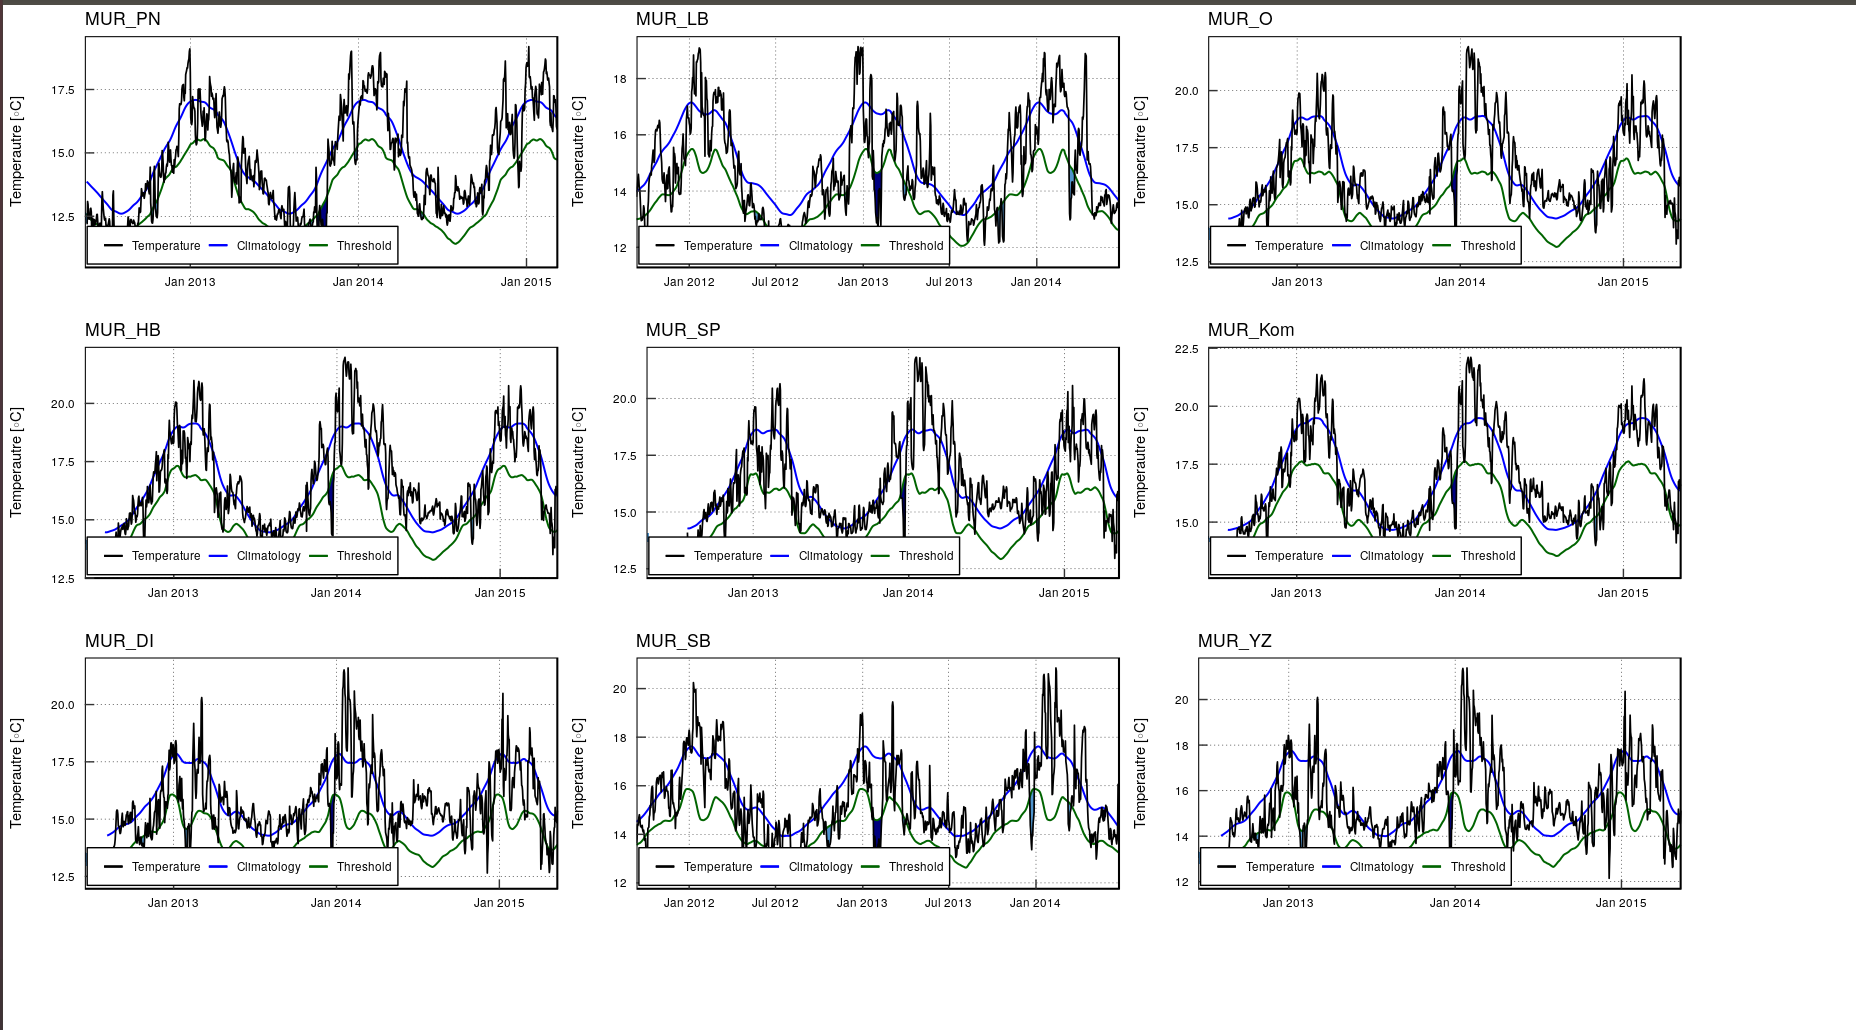 MUR_PN MUR_LB MUR_O
Temperautre [◦C] Temperautre [◦C] Temperautre [◦C]
17.5
15.0
12.5
Temperature Climatology Threshold
Jan 2013 Jan 2014 Jan 2015
18
16
14
12
Temperature Climatology Threshold
Jan 2012 Jul 2012 Jan 2013 Jul 2013 Jan 2014
20.0
17.5
15.0
12.5
Temperature Climatology Threshold
Jan 2013 Jan 2014 Jan 2015
MUR_HB MUR_SP MUR_Kom
Temperautre [◦C] Temperautre [◦C] Temperautre [◦C]
20.0
17.5
15.0
12.5
Temperature Climatology Threshold
Jan 2013 Jan 2014 Jan 2015
20.0
17.5
15.0
12.5
Temperature Climatology Threshold
Jan 2013 Jan 2014 Jan 2015
22.5
20.0
17.5
15.0
Temperature Climatology Threshold
Jan 2013 Jan 2014 Jan 2015
MUR_DI MUR_SB MUR_YZ
Temperautre [◦C] Temperautre [◦C] Temperautre [◦C]
20.0
17.5
15.0
12.5
Temperature Climatology Threshold
Jan 2013 Jan 2014 Jan 2015
20
18
16
14
12
Temperature Climatology Threshold
Jan 2012 Jul 2012 Jan 2013 Jul 2013 Jan 2014
20
18
16
14
12
Temperature Climatology Threshold
Jan 2013 Jan 2014 Jan 2015